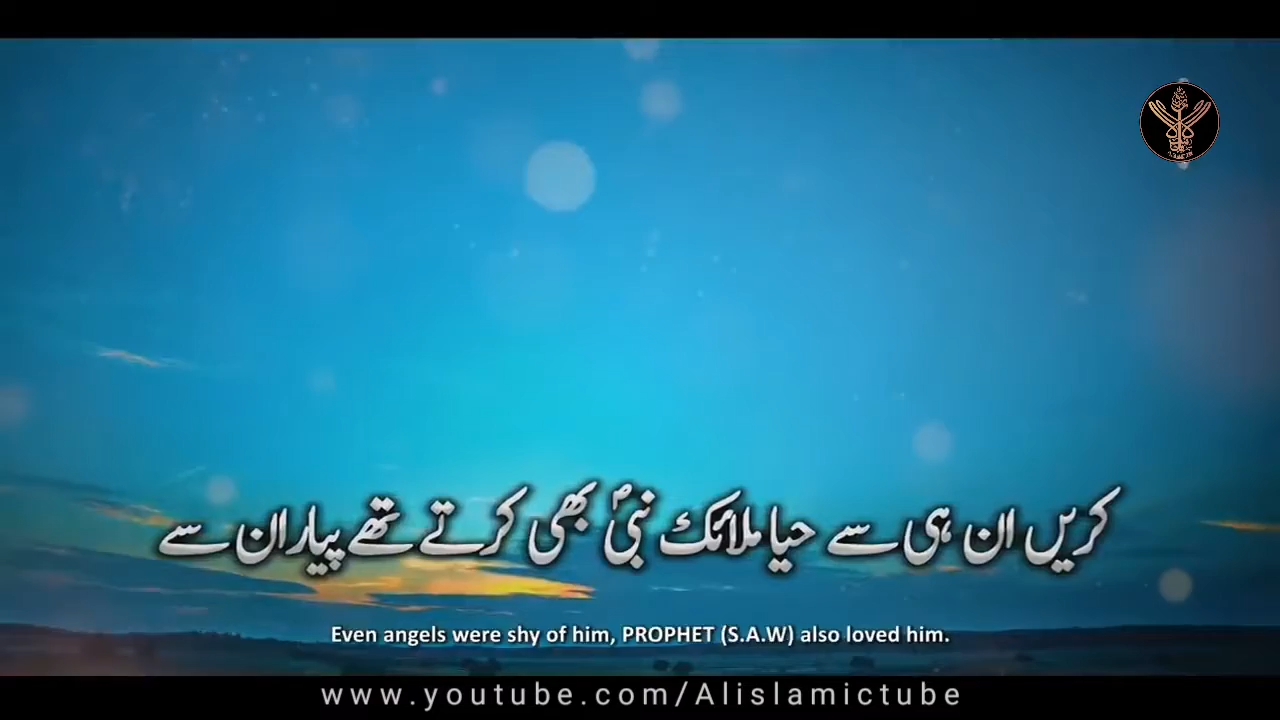 کریں ان ہی سے حیا ملائک نبیؐ بھی کرتے تھے پیار ان سے
Even angels were shy of him, PROPHET (S.A.W) also loved him.
www.youtube.com/Alislamictube